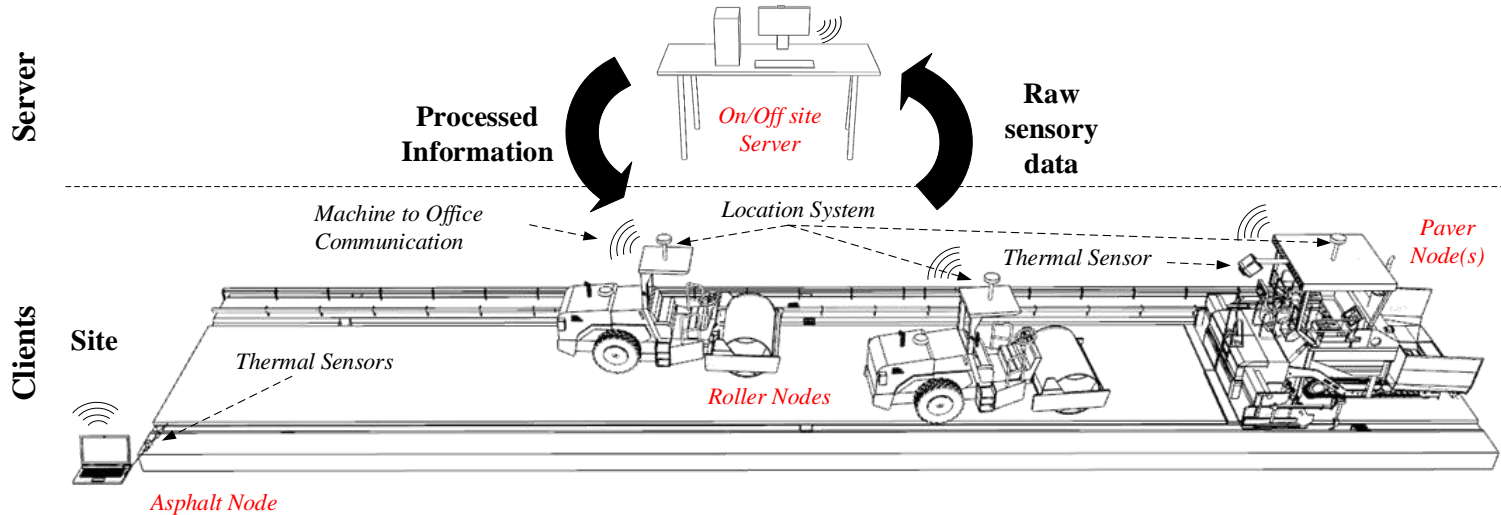 Server
Processed
Information
On/Off site
Server
Raw
sensory
data
Clients
Site
Machine to Office
Communication
Location System
Thermal Sensor
Paver
Node(s)
Thermal Sensors
Roller Nodes
Asphalt Node